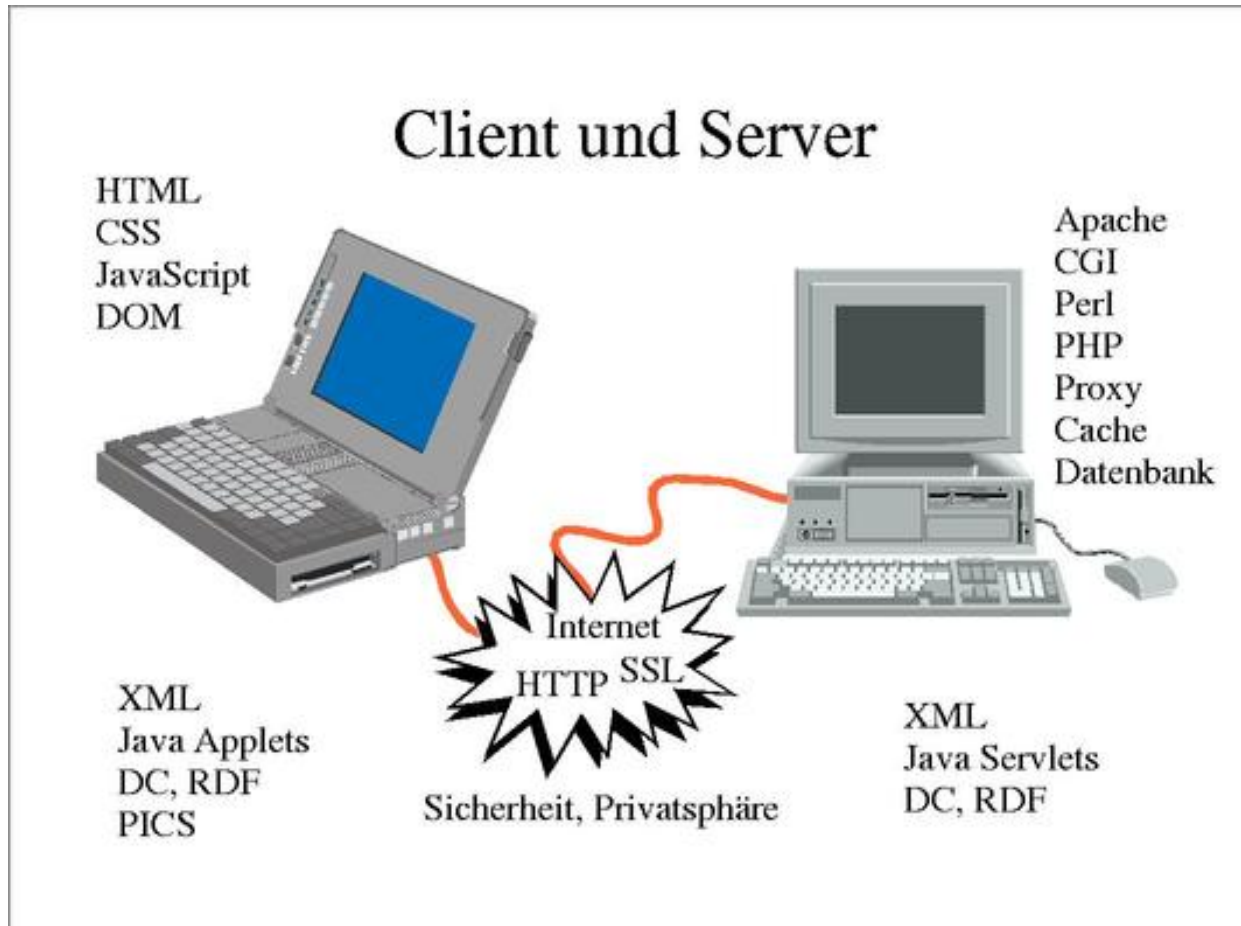 Client und Server
HTML
CSS
JavaScript
DOM
Apache
CGI
Perl
PHP
Proxy
Cache
Datenbank
Internet
HTTP SSL
XML
Java Applets
DC, RDF
PICS
Sicherheit, Privatsphäre
XML
Java Servlets
DC, RDF